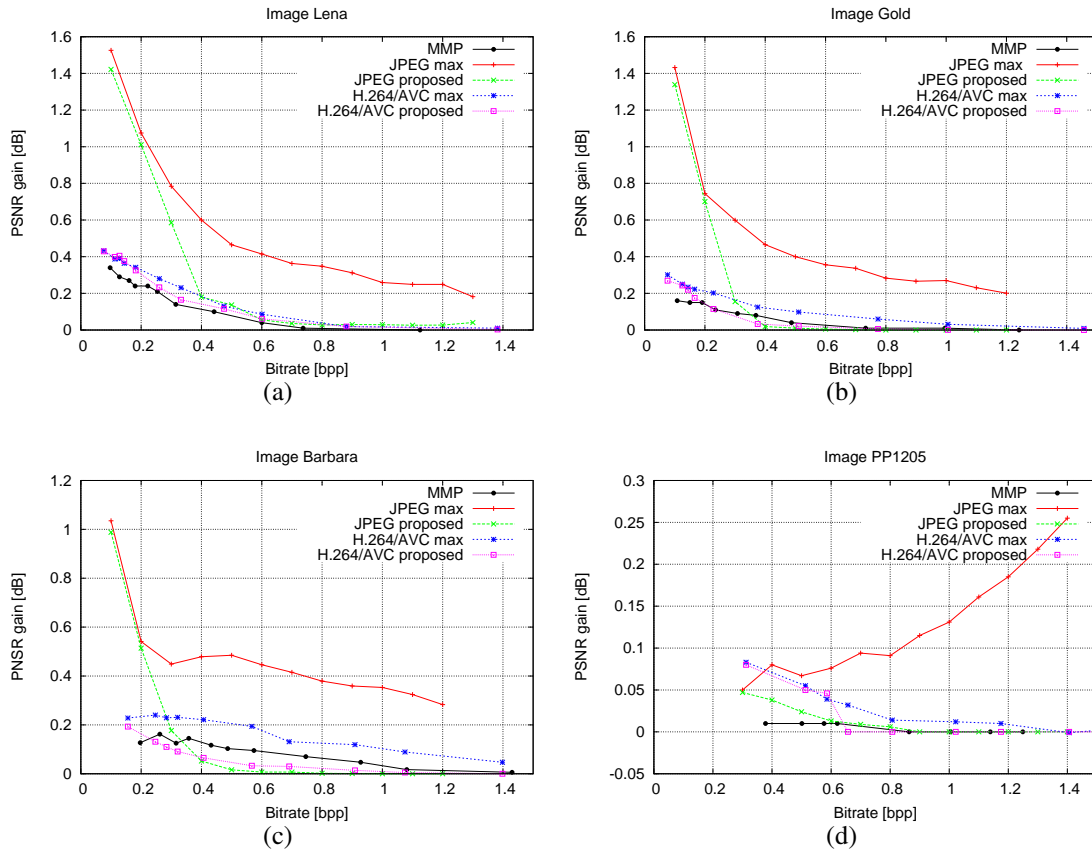 Image Lena
PSNR gain [dB]
1.6
1.4
1.2
1
0.8
0.6
0.4
0.2
0
MMP
JPEG max
JPEG proposed
H.264/AVC max
H.264/AVC proposed
0 0.2 0.4 0.6 0.8 1 1.2 1.4
Bitrate [bpp]
(a)
Image Gold
PSNR gain [dB]
1.6
1.4
1.2
1
0.8
0.6
0.4
0.2
0
MMP
JPEG max
JPEG proposed
H.264/AVC max
H.264/AVC proposed
0 0.2 0.4 0.6 0.8 1 1.2 1.4
Bitrate [bpp]
(b)
Image Barbara
PNSR gain [dB]
1.2
1
0.8
0.6
0.4
0.2
0
MMP
JPEG max
JPEG proposed
H.264/AVC max
H.264/AVC proposed
0 0.2 0.4 0.6 0.8 1 1.2 1.4
Bitrate [bpp]
(c)
Image PP1205
PSNR gain [dB]
0.3
0.25
0.2
0.15
0.1
0.05
0
-0.05
MMP
JPEG max
JPEG proposed
H.264/AVC max
H.264/AVC proposed
0 0.2 0.4 0.6 0.8 1 1.2 1.4
Bitrate [bpp]
(d)